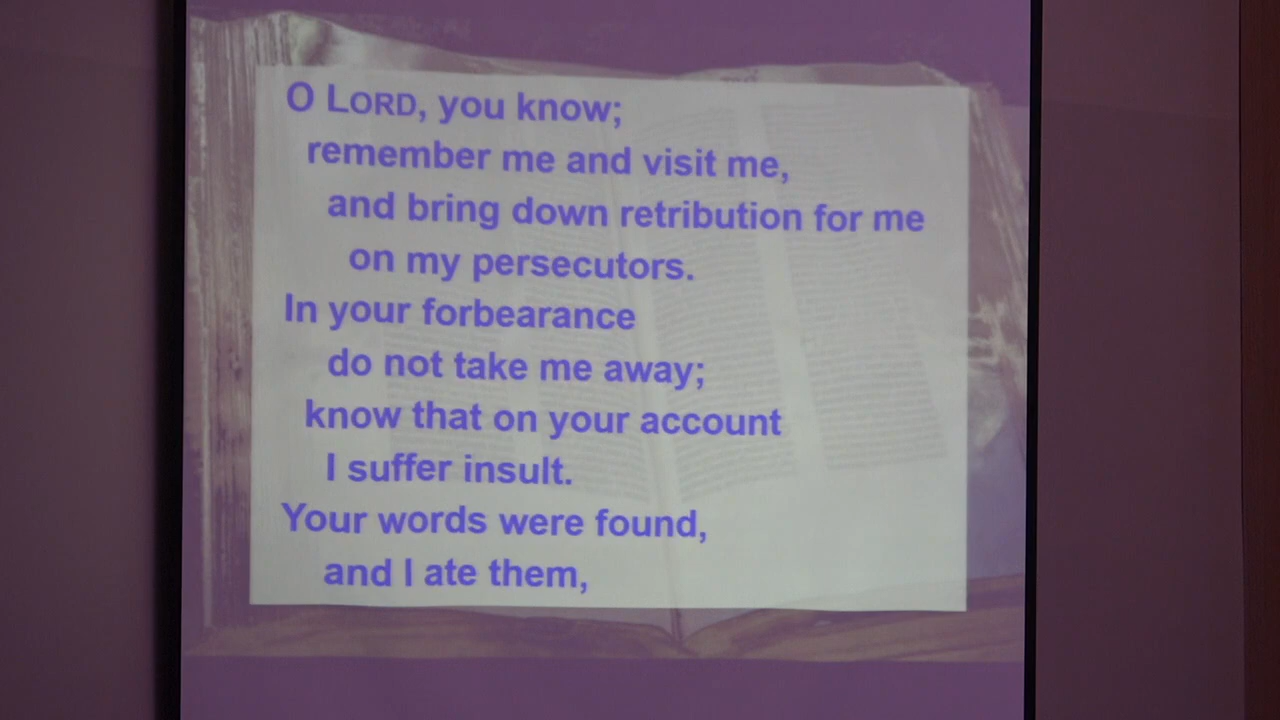 O LORD, you know;
remember me and visit me,
and bring down retribution for me
on my persecutors.
In your forbearance
do not take me away;
know that on your account
I suffer insult.
Your words were found,
and I ate them,